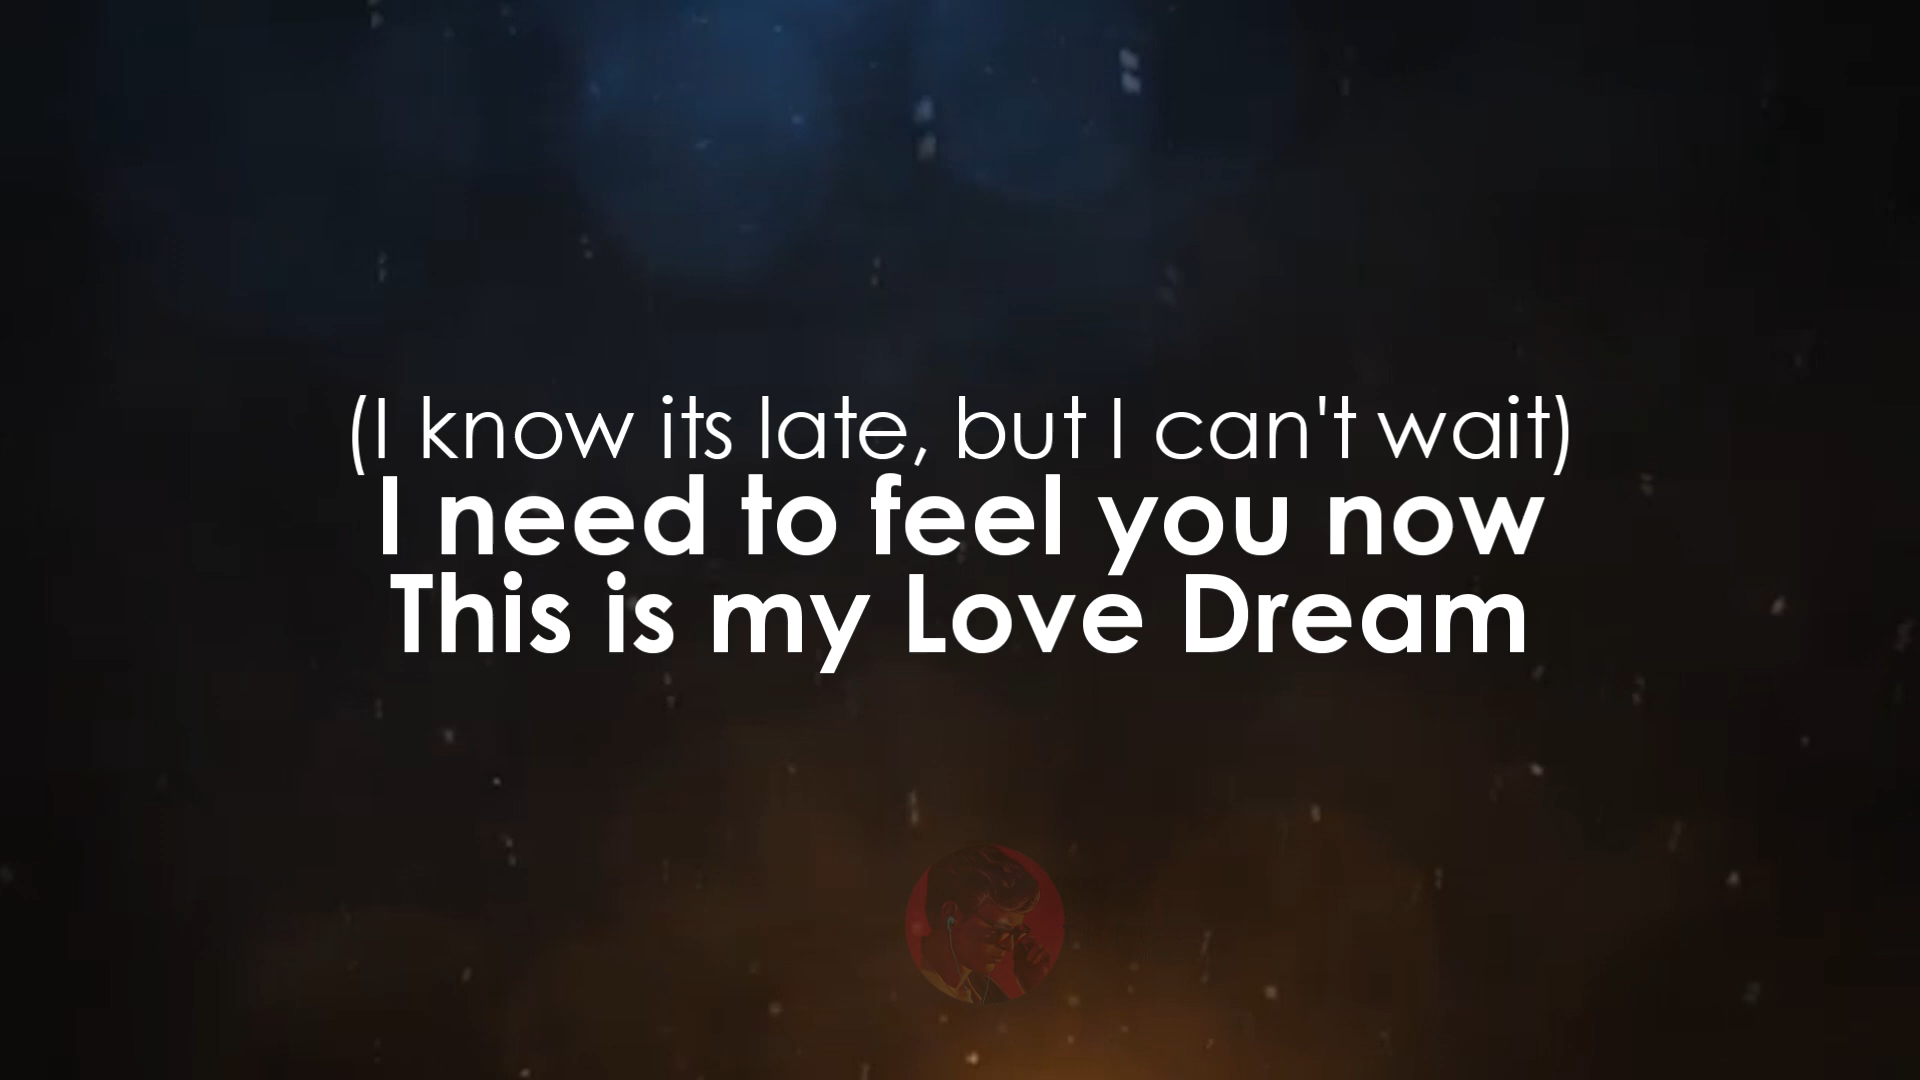 (I know its late, but I can't wait)
I need to feel you now
This is my Love Dream